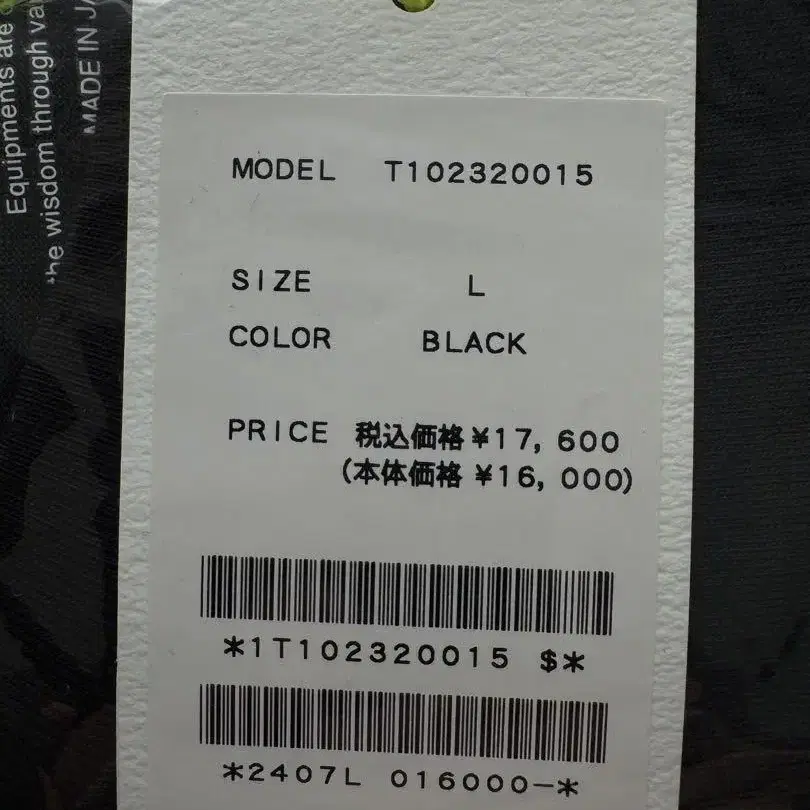 Equipments are
the wisdom through va
MADE IN JA
MODEL T102320015
SIZE L
COLOR BLACK
PRICE 税込価格¥17,600
(本体価格 ¥16,000)
*1T102320015 $*
*2407L 016000-*